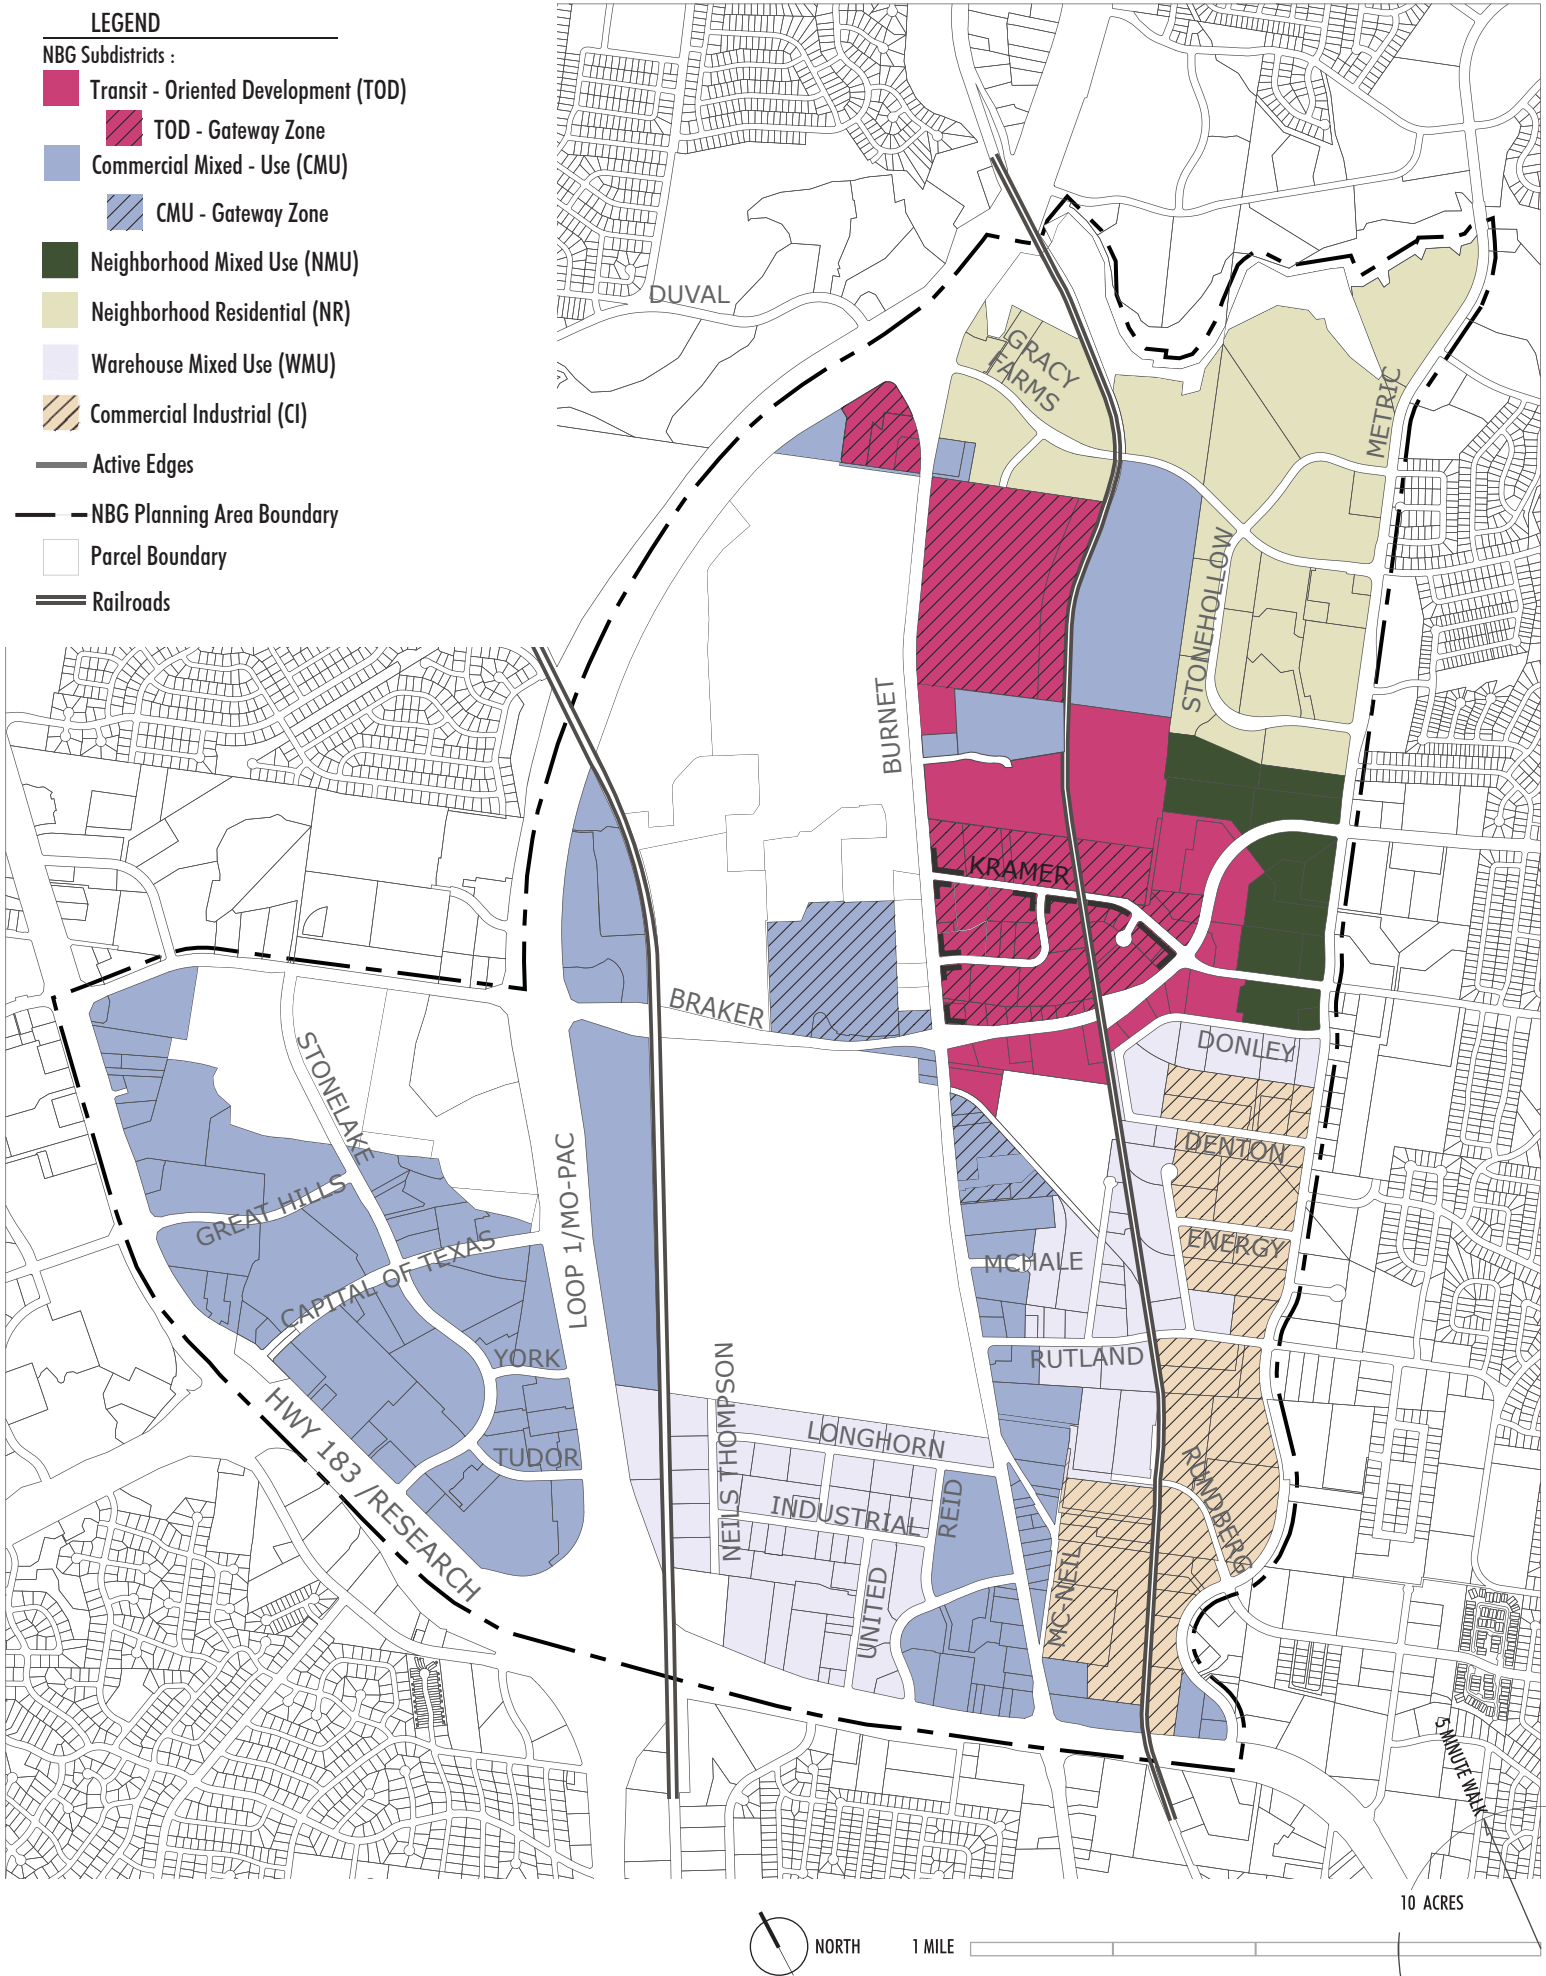 LEGEND
NBG Subdistricts :
Transit - Oriented Development (TOD)
TOD - Gateway Zone
Commercial Mixed - Use (CMU)
CMU - Gateway Zone
Neighborhood Mixed Use (NMU)
Neighborhood Residential (NR)
Warehouse Mixed Use (WMU)
Commercial Industrial (CI)
Active Edges
NBG Planning Area Boundary
Parcel Boundary
Railroads
DUVAL
GRACY
FARMS
METRIC
STONEHOLLOW
BURNET
KRAMER
BRAKER
DONLEY
STONELAKE
DENTON
GREAT HILLS
CAPITAL OF TEXAS
LOOP 1/MO-PAC
ENERGY
MCHALE
YORK
RUTLAND
HWY 183 /RESEARCH
NEILS THOMPSON
LONGHORN
TUDOR
INDUSTRIAL
REID
RUNDBERG
UNITED
MC NEIL
5 MINUTE WALK
10 ACRES
NORTH
1 MILE